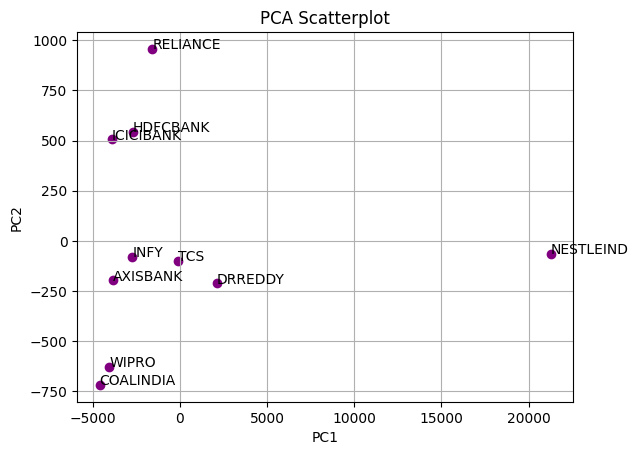 PCA Scatterplot
1000
750
500
250
0
−250
−500
−750
PC2
RELIANCE
HDFCBANK
ICICIBANK
INFY
TCS
NESTLEIND
AXISBANK
DRREDDY
WIPRO
COALINDIA
−5000
0
5000
10000
15000
20000
PC1